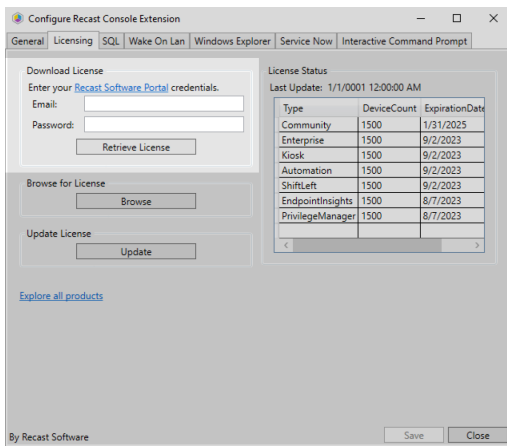 Configure Recast Console Extension
General Licensing SQL Wake On Lan Windows Explorer Service Now Interactive Command Prompt
Download License
Enter your Recast Software Portal credentials.
Email:
Password:
Retrieve License
Browse for License
Browse
Update License
Update
Explore all products
License Status
Last Update: 1/1/0001 12:00:00 AM
Type DeviceCount ExpirationDate
Community 1500 1/31/2025
Enterprise 1500 9/2/2023
Kiosk 1500 9/2/2023
Automation 1500 9/2/2023
ShiftLeft 1500 9/2/2023
EndpointInsights 1500 8/7/2023
PrivilegeManager 1500 8/7/2023
By Recast Software
Save Close